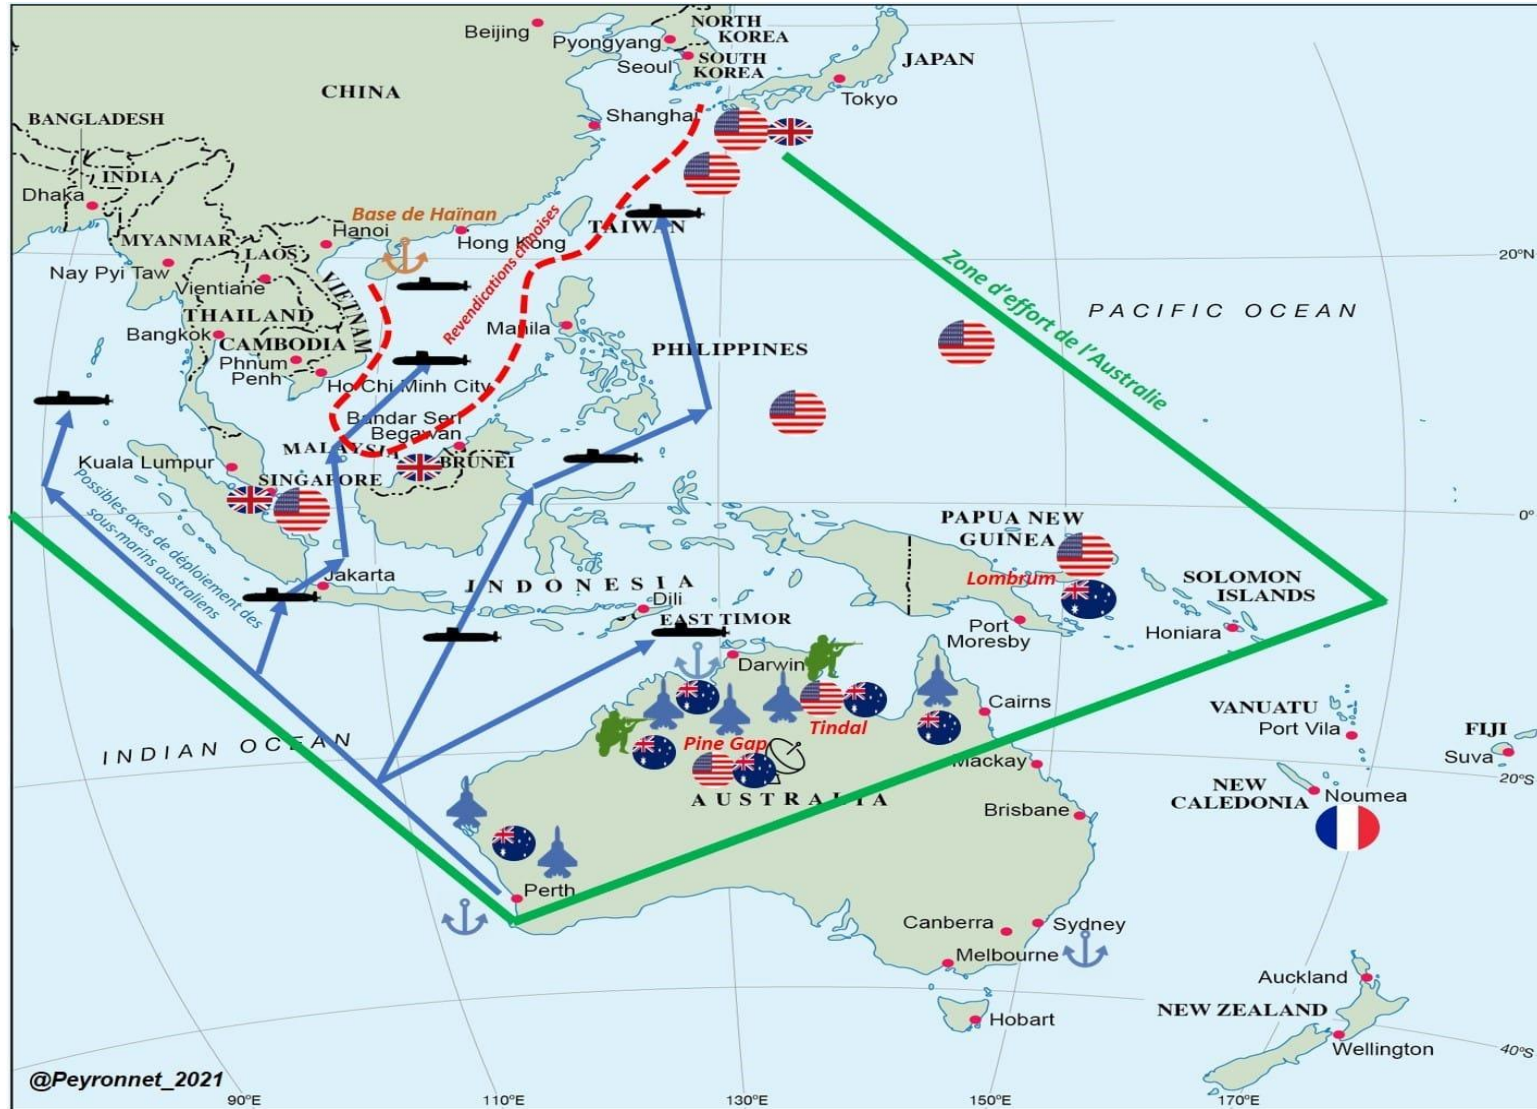 Beijing
NORTH
KOREA
Pyongyang
SOUTH
KOREA
Seoul
JAPAN
Tokyo
CHINA
Shanghai
BANGLADESH
INDIA
Dhaka
Base de Haïnan
Hanoi
Hong Kong
TAIWAN
Revendications chinoises
MYANMAR
LAOS
Nay Pyi Taw
Vientiane
VIETNAM
20°N
THAILAND
Bangkok
CAMBODIA
Phnum
Penh
Ho Chi Minh City
Manila
PHILIPPINES
Zone d'effort de l'Australie
PACIFIC OCEAN
Bandar Seri
Begawan
MALAYSIA
BRUNEI
Kuala Lumpur
SINGAPORE
Possibles axes de déploiement des
sous-marins australiens
0°
PAPUA NEW
GUINEA
Lombrum
SOLOMON
ISLANDS
Jakarta
INDONESIA
Dili
EAST TIMOR
Port
Moresby
Honiara
Darwin
Cairns
VANUATU
Port Vila
FIJI
Suva
INDIAN OCEAN
Pine Gap
Tindal
Mackay
20°S
AUSTRALIA
NEW
CALEDONIA
Noumea
Brisbane
Perth
Canberra
Sydney
Melbourne
Auckland
NEW ZEALAND
Hobart
Wellington
40°S
@Peyronnet_2021
90°E
110°E
130°E
150°E
170°E